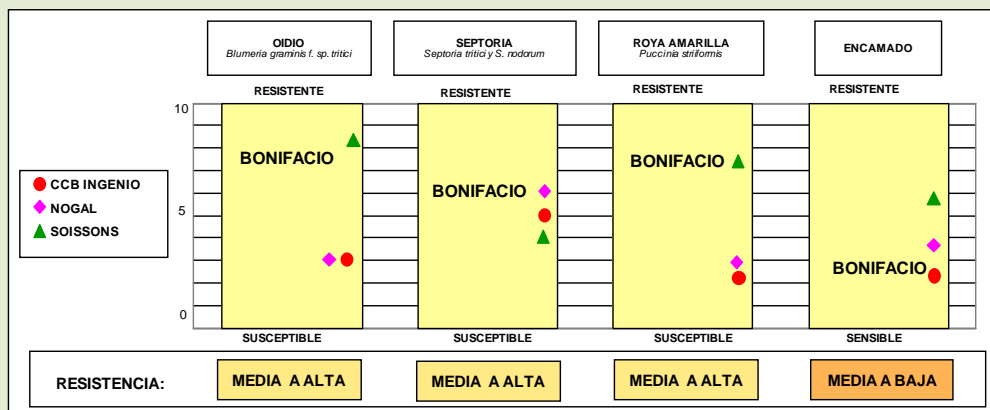 OIDIO
Blumeria graminis f. sp. tritici
SEPTORIA
Septoria tritici y S. nodorum
ROYA AMARILLA
Puccinia striiformis
ENCAMADO
RESISTENTE
RESISTENTE
RESISTENTE
RESISTENTE
10
5
0
CCB INGENIO
NOGAL
SOISSONS
BONIFACIO
BONIFACIO
BONIFACIO
BONIFACIO
SUSCEPTIBLE
SUSCEPTIBLE
SUSCEPTIBLE
SENSIBLE
RESISTENCIA:
MEDIA A ALTA
MEDIA A ALTA
MEDIA A ALTA
MEDIA A BAJA